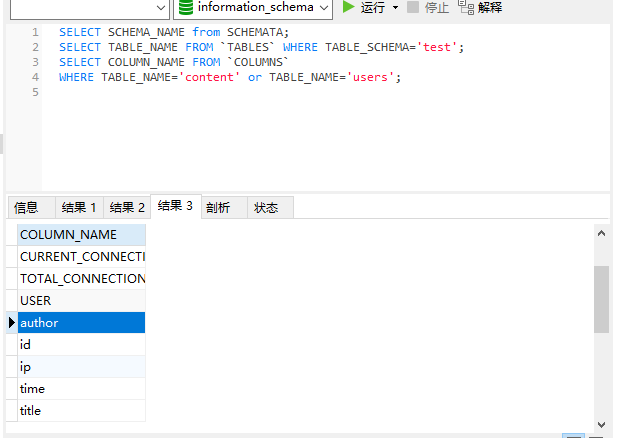 information_schema 运行 停止 解释
1 SELECT SCHEMA_NAME from SCHEMATA;
2 SELECT TABLE_NAME FROM `TABLES` WHERE TABLE_SCHEMA='test';
3 SELECT COLUMN_NAME FROM `COLUMNS`
4 WHERE TABLE_NAME='content' or TABLE_NAME='users';
5
信息 结果 1 结果 2 结果 3 剖析 状态
COLUMN_NAME
CURRENT_CONNECTI
TOTAL_CONNECTION
USER
author
id
ip
time
title